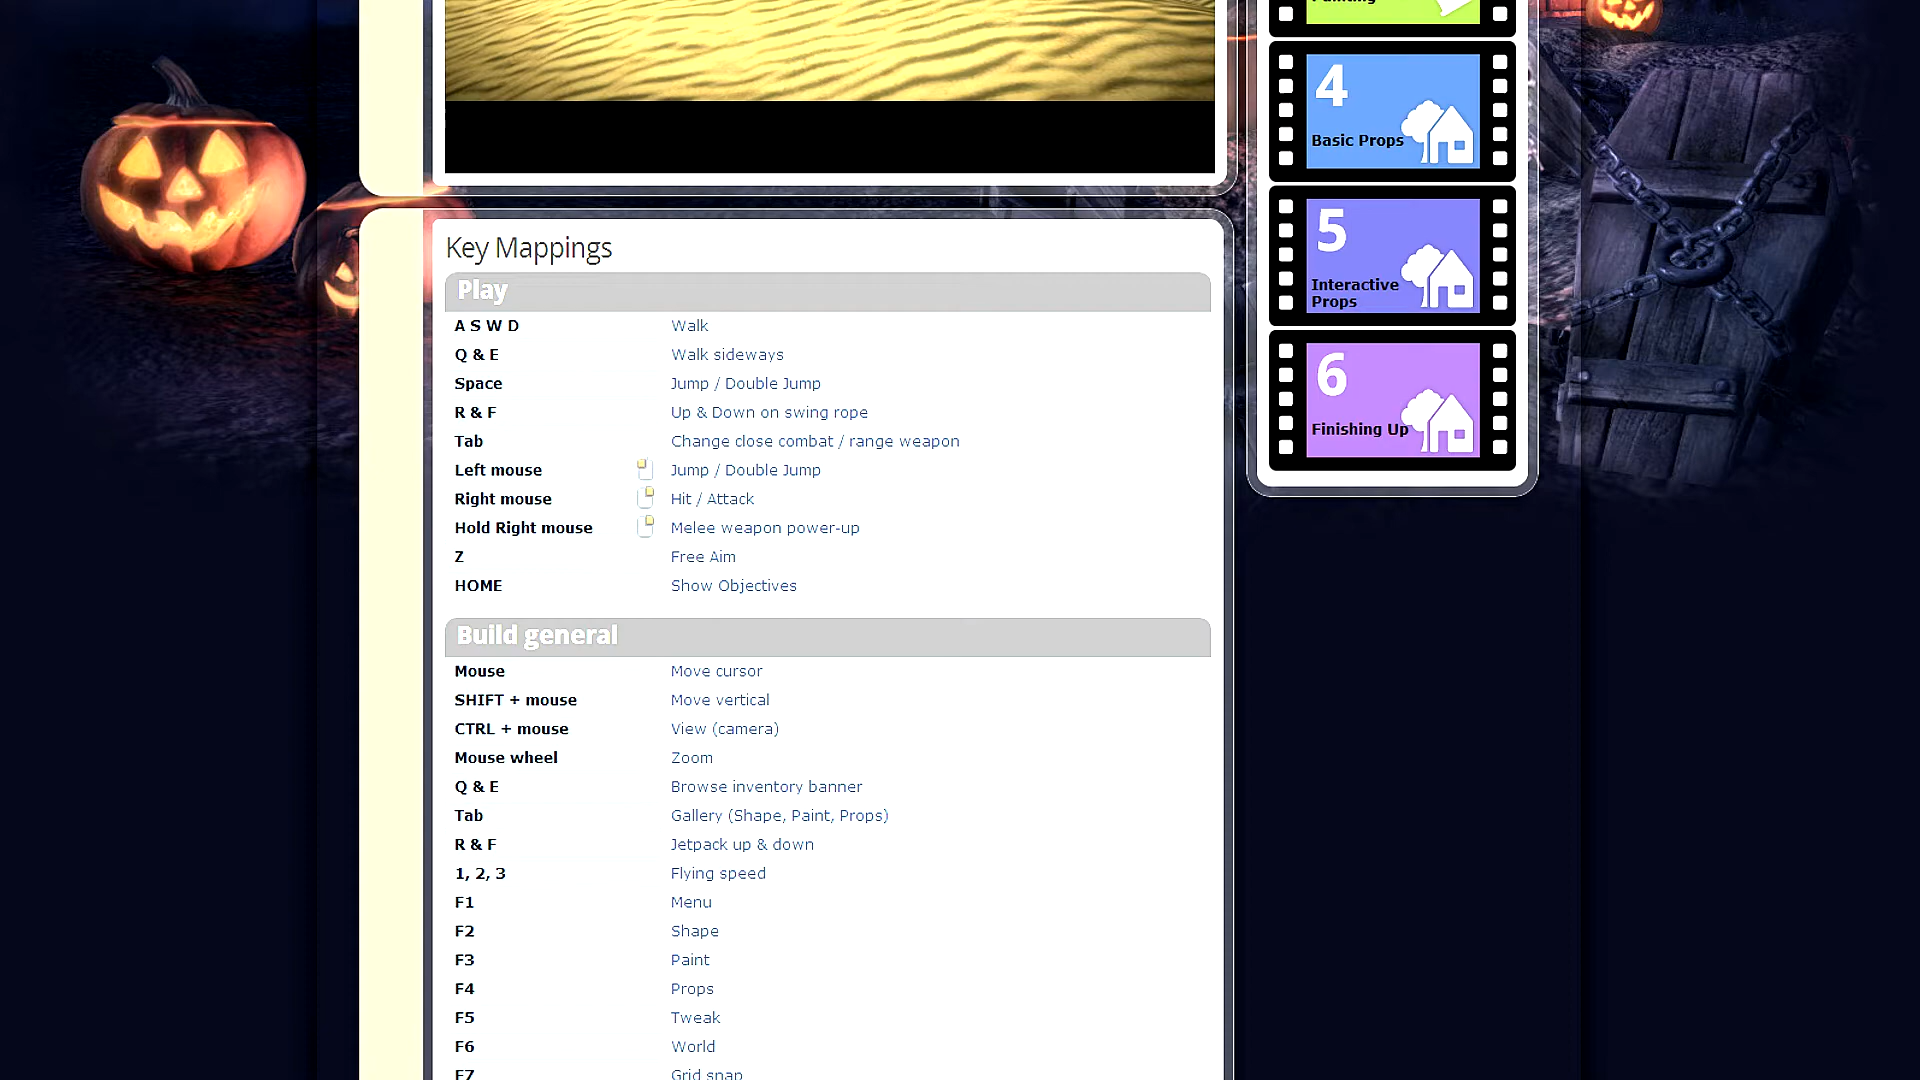 Key Mappings
Play
A S W D Walk
Q & E Walk sideways
Space Jump / Double Jump
R & F Up & Down on swing rope
Tab Change close combat / range weapon
Left mouse Jump / Double Jump
Right mouse Hit / Attack
Hold Right mouse Melee weapon power-up
Z Free Aim
HOME Show Objectives
Build general
Mouse Move cursor
SHIFT + mouse Move vertical
CTRL + mouse View (camera)
Mouse wheel Zoom
Q & E Browse inventory banner
Tab Gallery (Shape, Paint, Props)
R & F Jetpack up & down
1, 2, 3 Flying speed
F1 Menu
F2 Shape
F3 Paint
F4 Props
F5 Tweak
F6 World
F7 Grid snap
4
Basic Props
5
Interactive
Props
6
Finishing Up